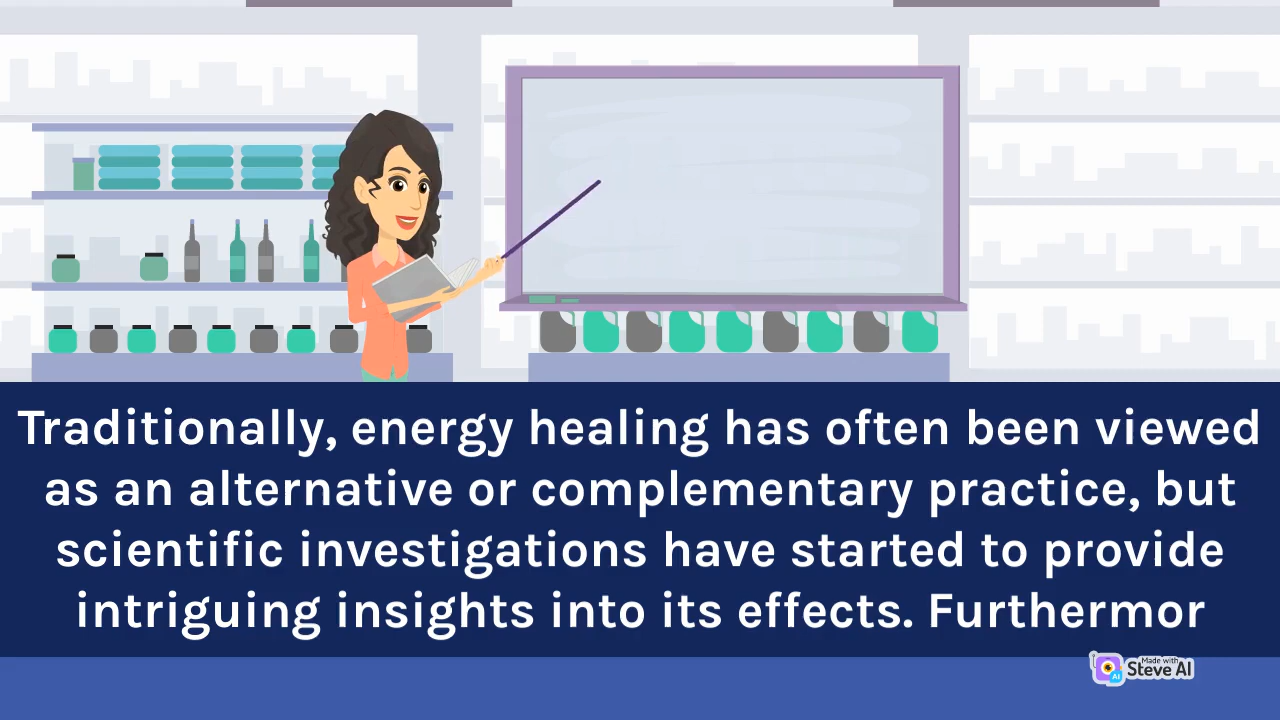 Traditionally, energy healing has often been viewed
as an alternative or complementary practice, but
scientific investigations have started to provide
intriguing insights into its effects. Furthermor
Made with
Steve AI
AI